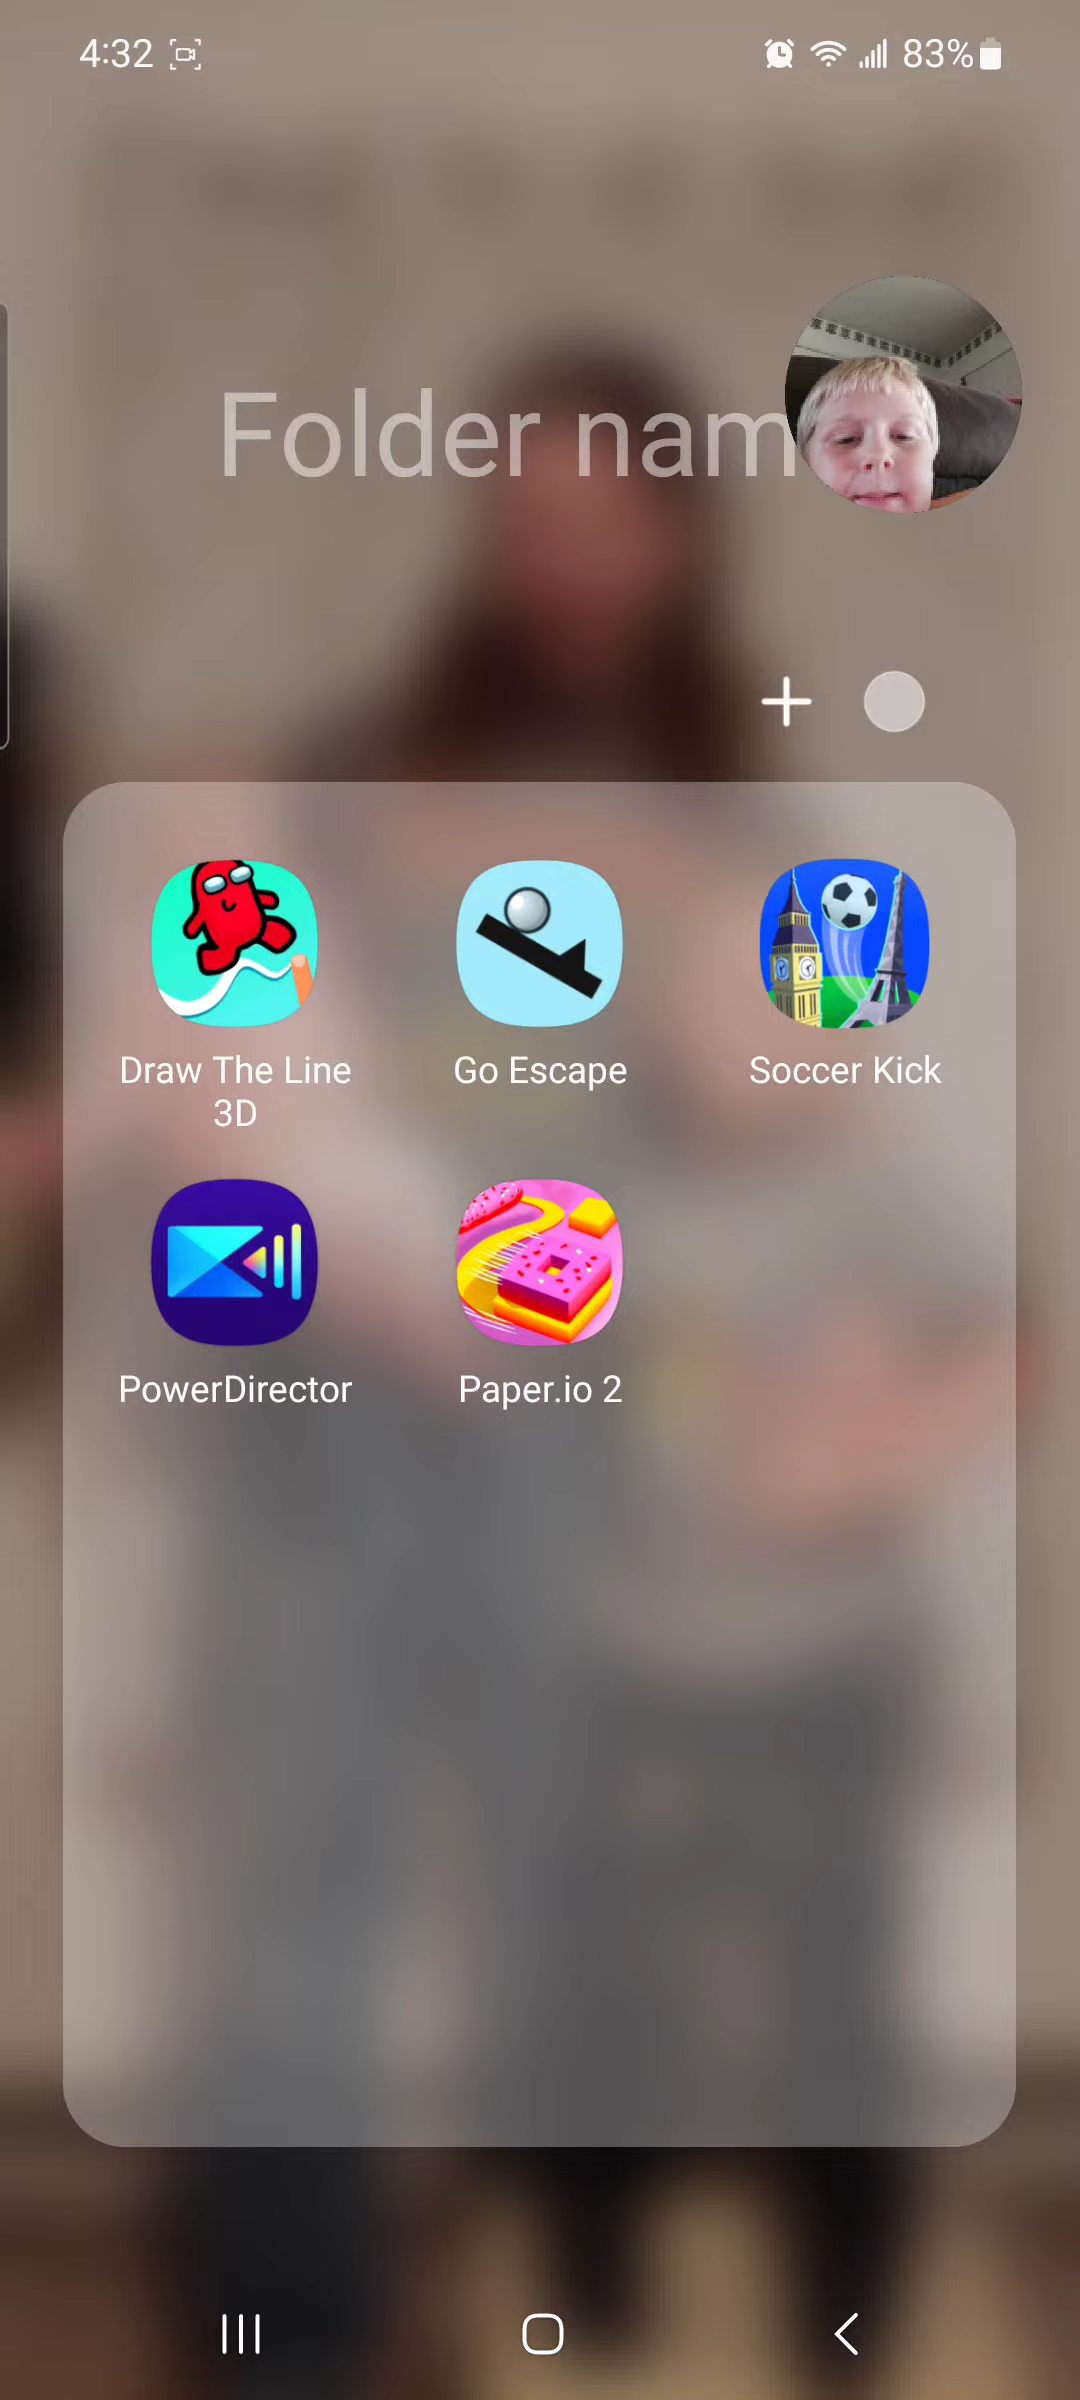 4:32 83%
Folder nam
Draw The Line
3D
Go Escape
Soccer Kick
PowerDirector
Paper.io 2